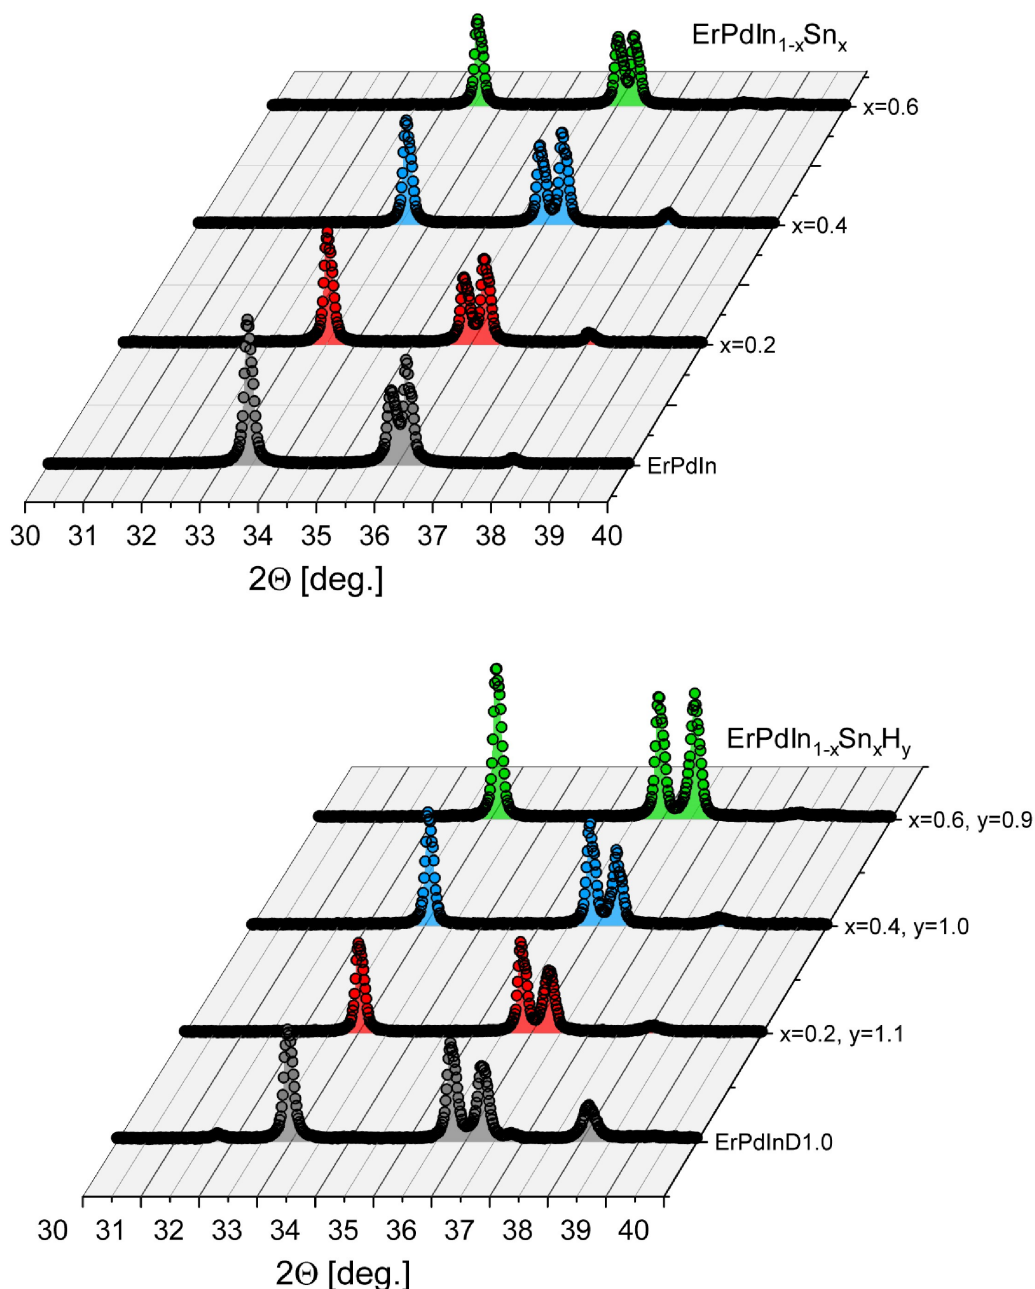 ErPdIn1-xSnx
x=0.6
x=0.4
x=0.2
ErPdIn
30 31 32 33 34 35 36 37 38 39 40
2Θ [deg.]
ErPdIn1-xSnxHy
x=0.6, y=0.9
x=0.4, y=1.0
x=0.2, y=1.1
ErPdInD1.0
30 31 32 33 34 35 36 37 38 39 40
2Θ [deg.]